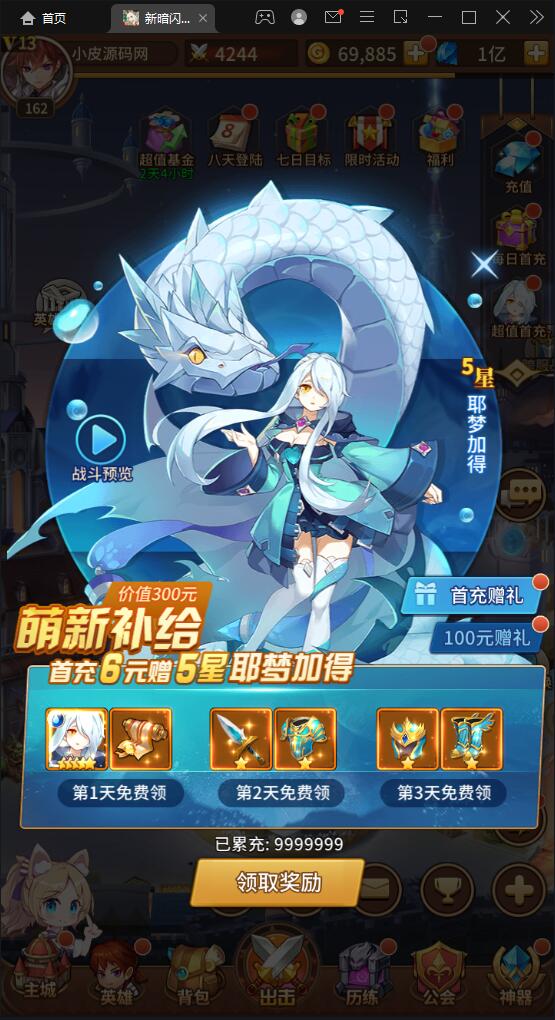 首页
新暗闪...
V13
小皮源码网
4244
69,885
1亿
162
8
超值基金
八天登陆
七日目标
限时活动
福利
2天4小时
充值
每日首充
超值首充
5星
耶梦加得
战斗预览
价值300元
首充赠礼
萌新补给
100元赠礼
首充6元赠5星耶梦加得
第1天免费领
第2天免费领
第3天免费领
已累充: 9999999
领取奖励
主城
英雄
背包
出击
历练
公会
神器